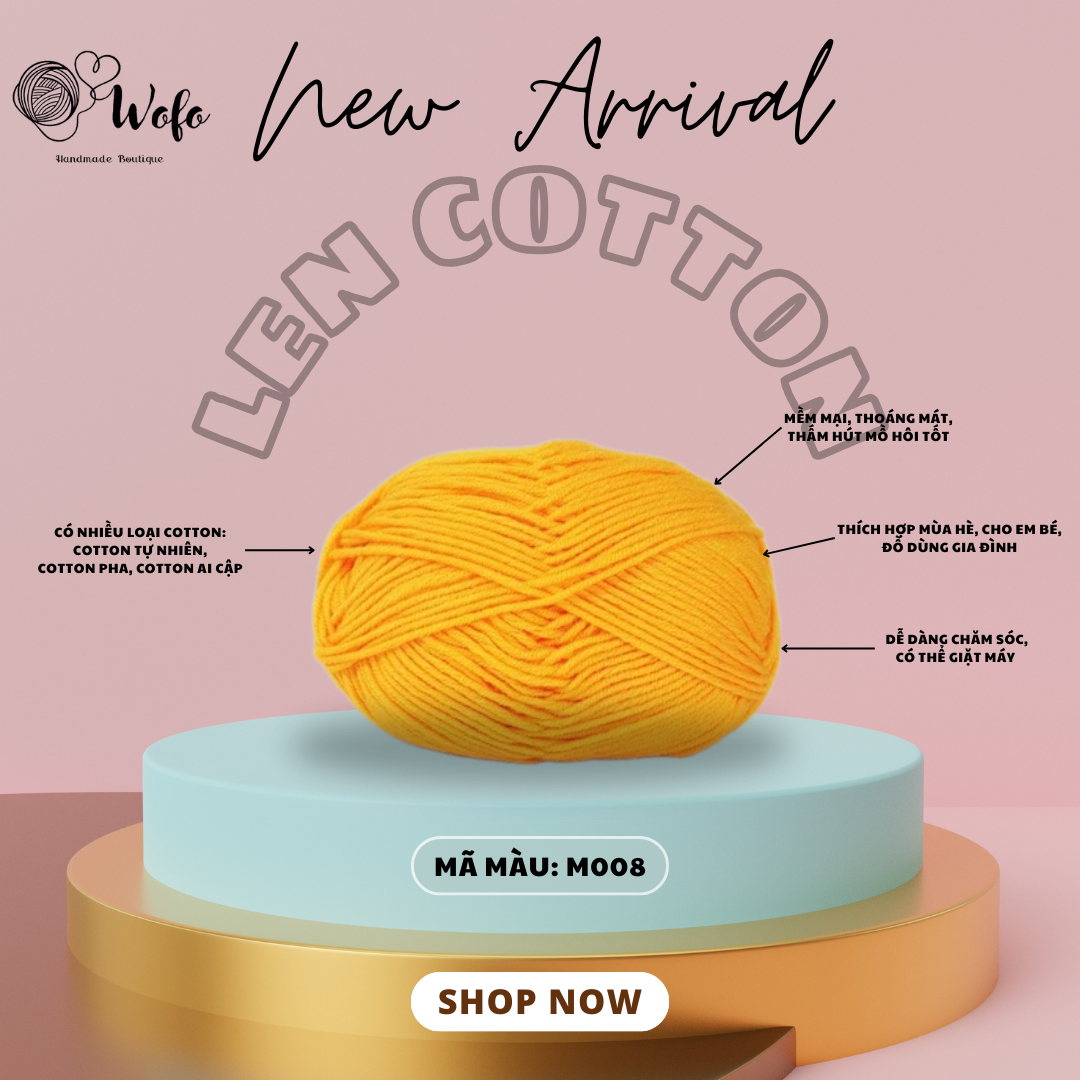 Wofo
Handmade Boutique
New Arrival
LEN COTTON
MỀM MẠI, THOÁNG MÁT,
THẤM HÚT MỒ HÔI TỐT
CÓ NHIỀU LOẠI COTTON:
COTTON TỰ NHIÊN,
COTTON PHA, COTTON AI CẬP
THÍCH HỢP MÙA HÈ, CHO EM BÉ,
ĐỒ DÙNG GIA ĐÌNH
DỄ DÀNG CHĂM SÓC,
CÓ THỂ GIẶT MÁY
MÃ MÀU: M008
SHOP NOW